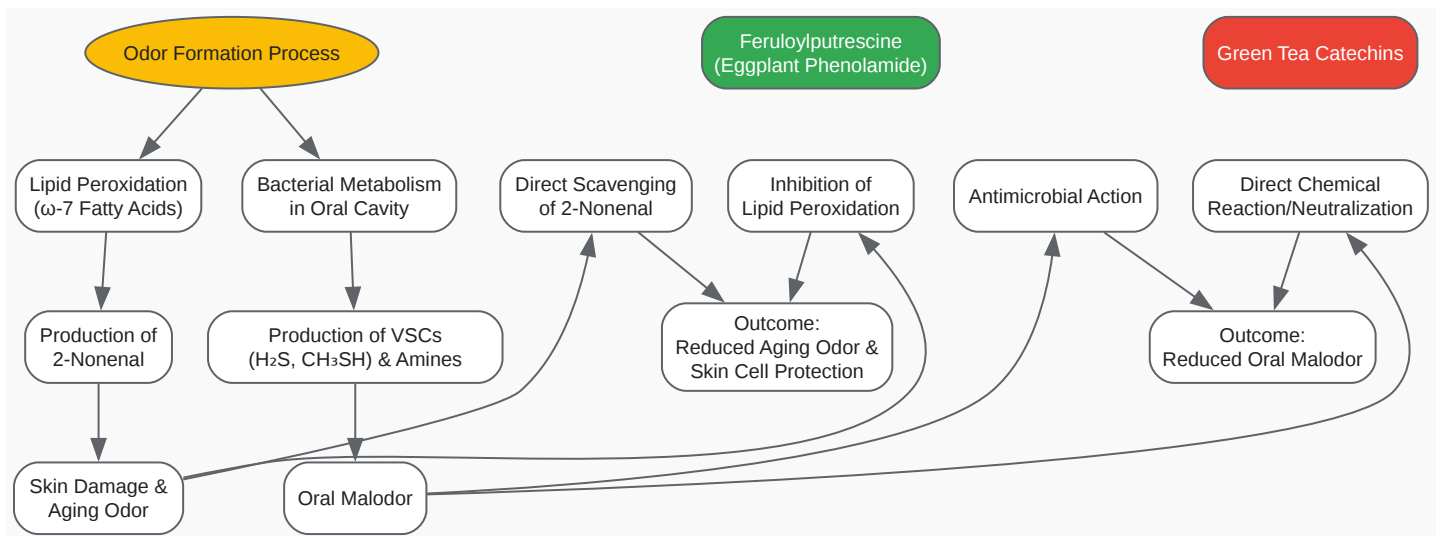 Odor Formation Process
Feruloylputrescine
(Eggplant Phenolamide)
Green Tea Catechins
Lipid Peroxidation
(ω-7 Fatty Acids)
Bacterial Metabolism
in Oral Cavity
Direct Scavenging
of 2-Nonenal
Inhibition of
Lipid Peroxidation
Antimicrobial Action
Direct Chemical
Reaction/Neutralization
Production of
2-Nonenal
Production of VSCs
(H₂S, CH₃SH) & Amines
Outcome:
Reduced Aging Odor &
Skin Cell Protection
Outcome:
Reduced Oral Malodor
Skin Damage &
Aging Odor
Oral Malodor